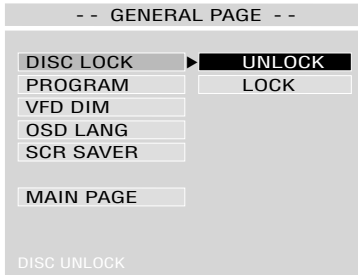 - - GENERAL PAGE - -
DISC LOCK UNLOCK
PROGRAM LOCK
VFD DIM
OSD LANG
SCR SAVER
MAIN PAGE
DISC UNLOCK